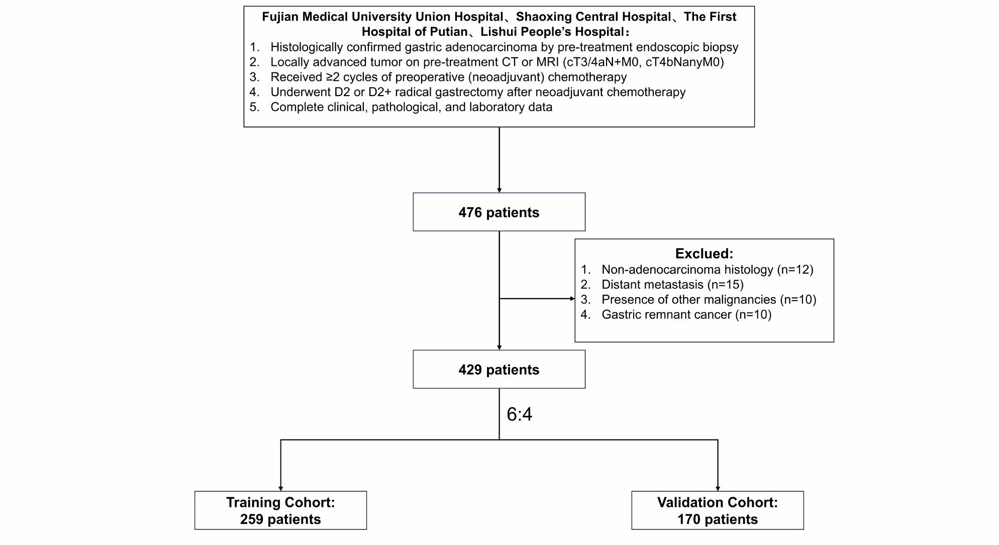 Fujian Medical University Union Hospital、Shaoxing Central Hospital、The First
Hospital of Putian、Lishui People’s Hospital：
1. Histologically confirmed gastric adenocarcinoma by pre-treatment endoscopic biopsy
2. Locally advanced tumor on pre-treatment CT or MRI (cT3/4aN+M0, cT4bNanyM0)
3. Received ≥2 cycles of preoperative (neoadjuvant) chemotherapy
4. Underwent D2 or D2+ radical gastrectomy after neoadjuvant chemotherapy
5. Complete clinical, pathological, and laboratory data
476 patients
Exclued:
1. Non-adenocarcinoma histology (n=12)
2. Distant metastasis (n=15)
3. Presence of other malignancies (n=10)
4. Gastric remnant cancer (n=10)
429 patients
6:4
Training Cohort:
259 patients
Validation Cohort:
170 patients